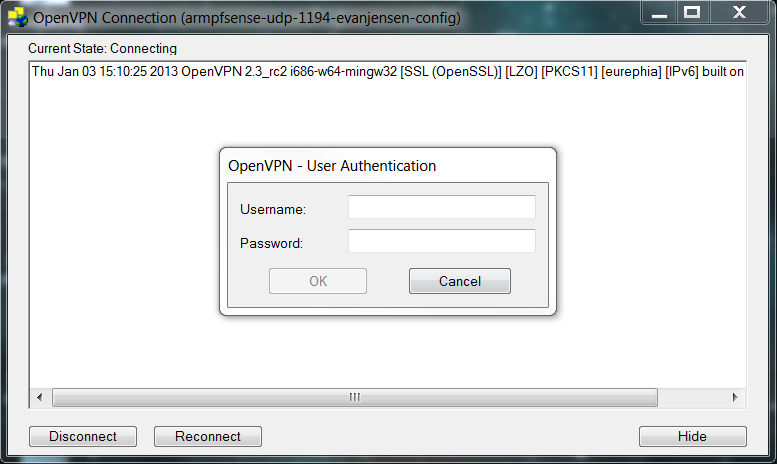 OpenVPN Connection (armpfsense-udp-1194-evanjensen-config)
Current State: Connecting
Thu Jan 03 15:10:25 2013 OpenVPN 2.3_rc2 i686-w64-mingw32 [SSL (OpenSSL)] [LZO] [PKCS11] [eurephia] [IPv6] built on
OpenVPN - User Authentication
Username:
Password:
OK Cancel
Disconnect Reconnect Hide